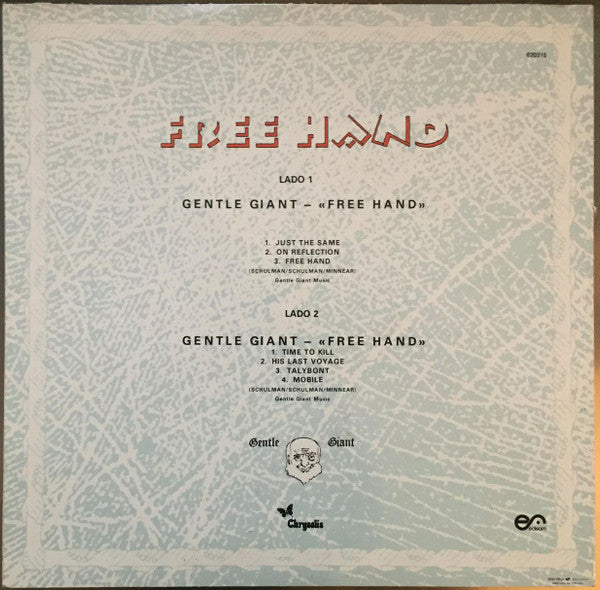 620315
FREE HAND
LADO 1
GENTLE GIANT – «FREE HAND»
1. JUST THE SAME
2. ON REFLECTION
3. FREE HAND
(SCHULMAN/SCHULMAN/MINNEAR)
Gentle Giant Music
LADO 2
GENTLE GIANT – «FREE HAND»
1. TIME TO KILL
2. HIS LAST VOYAGE
3. TALYBONT
4. MOBILE
(SCHULMAN/SCHULMAN/MINNEAR)
Gentle Giant Music
Gentle Giant
Chrysalis
edisom